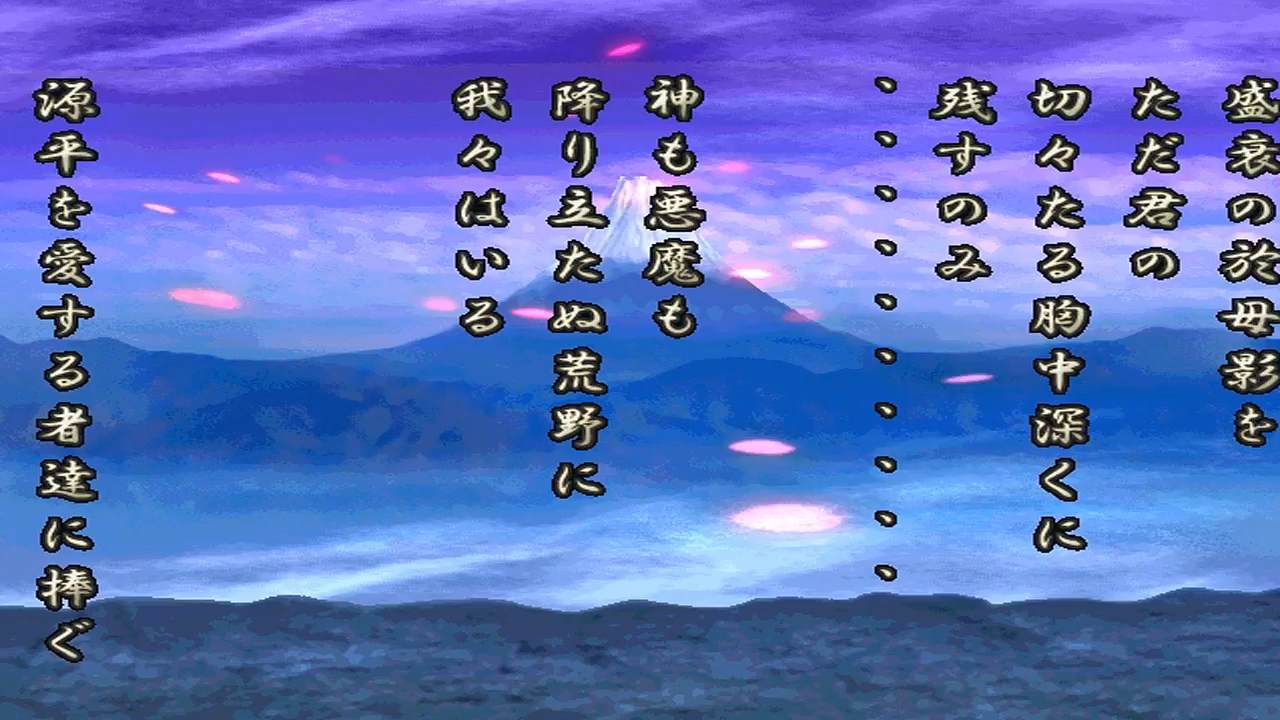 盛衰の於母影を
ただ君の
切々たる胸中深くに
残すのみ
、、、、、、、、、、
神も悪魔も
降り立たぬ荒野に
我々はいる
源平を愛する者達に捧ぐ